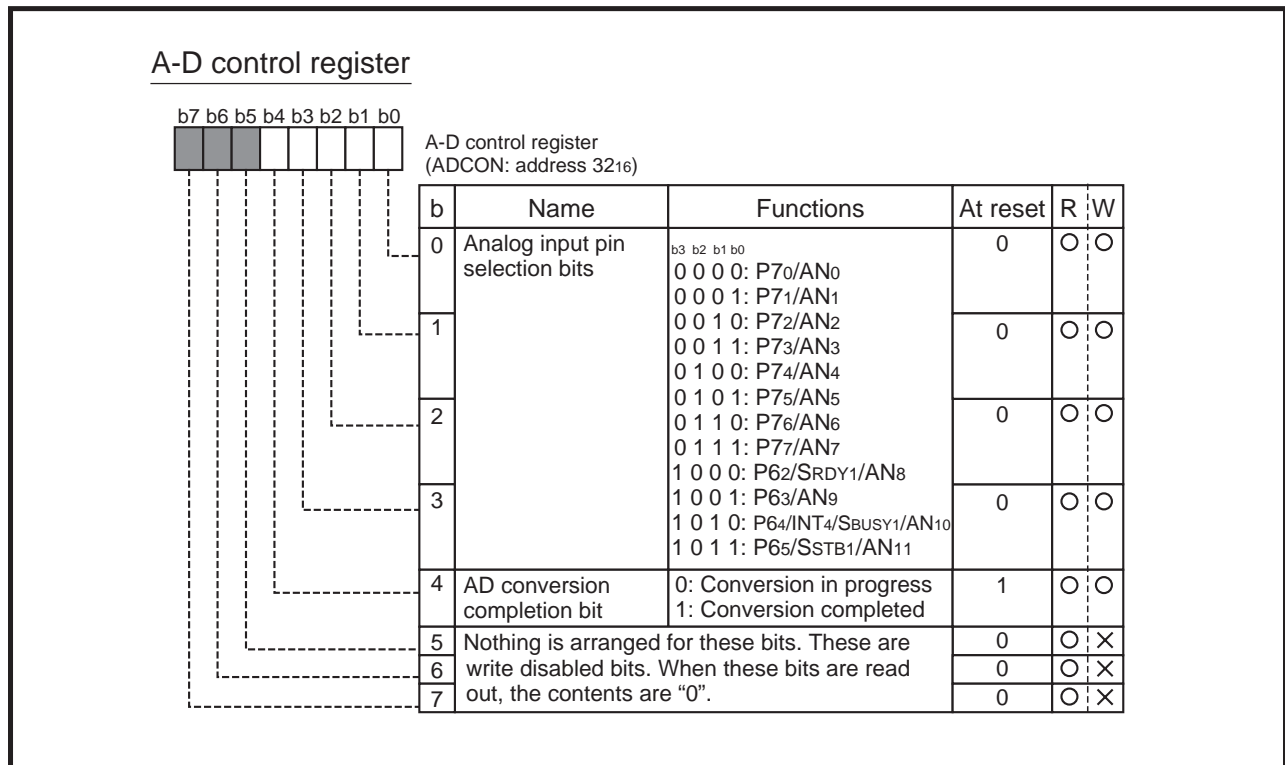 A-D control register
b7 b6 b5 b4 b3 b2 b1 b0
A-D control register
(ADCON: address 3216)
b Name Functions At reset R W
0 Analog input pin selection bits 0 O O
b3 b2 b1 b0
0 0 0 0: P70/AN0
0 0 0 1: P71/AN1
1 0 O O
0 0 1 0: P72/AN2
0 0 1 1: P73/AN3
0 1 0 0: P74/AN4
0 1 0 1: P75/AN5
2 0 O O
0 1 1 0: P76/AN6
0 1 1 1: P77/AN7
1 0 0 0: P62/SRDY1/AN8
3 0 O O
1 0 0 1: P63/AN9
1 0 1 0: P64/INT4/SBUSY1/AN10
1 0 1 1: P65/SSTB1/AN11
4 AD conversion 0: Conversion in progress 1 O O
completion bit 1: Conversion completed
5 Nothing is arranged for these bits. These are 0 O ×
6 write disabled bits. When these bits are read 0 O ×
7 out, the contents are “0”. 0 O ×